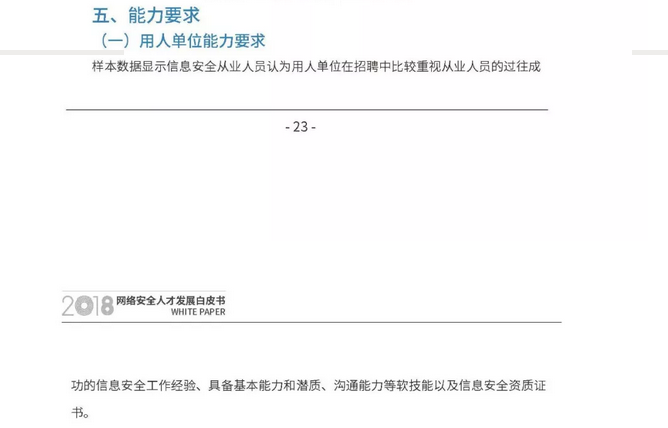 五、能力要求
（一）用人单位能力要求
样本数据显示信息安全从业人员认为用人单位在招聘中比较重视从业人员的过往成
- 23 -
2018 网络安全人才发展白皮书
WHITE PAPER
功的信息安全工作经验、具备基本能力和潜质、沟通能力等软技能以及信息安全资质证
书。